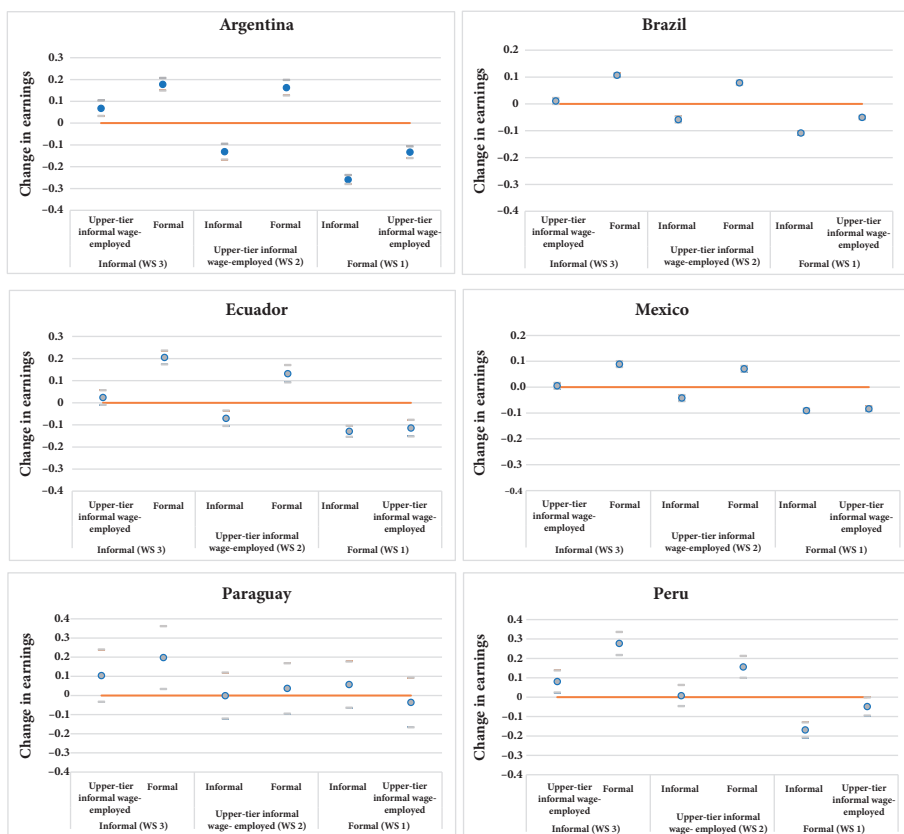 Argentina
Change in earnings
0.3
0.2
0.1
0
–0.1
–0.2
–0.3
–0.4
Upper-tier
informal wage-
employed
Formal
Informal
Formal
Informal
Upper-tier
informal wage-
employed
Informal (WS 3)
Upper-tier informal
wage-employed (WS 2)
Formal (WS 1)
Brazil
Change in earnings
0.2
0.1
0
–0.1
–0.2
–0.3
–0.4
Upper-tier
informal wage-
employed
Formal
Informal
Formal
Informal
Upper-tier
informal wage-
employed
Informal (WS 3)
Upper-tier informal
wage-employed (WS 2)
Formal (WS 1)
Ecuador
Change in earnings
0.3
0.2
0.1
0
–0.1
–0.2
–0.3
–0.4
Upper-tier
informal wage-
employed
Formal
Informal
Formal
Informal
Upper-tier
informal wage-
employed
Informal (WS 3)
Upper-tier informal
wage-employed (WS 2)
Formal (WS 1)
Mexico
Change in earnings
0.2
0.1
0.0
–0.1
–0.2
–0.3
–0.4
Upper-tier
informal wage-
employed
Formal
Informal
Formal
Informal
Upper-tier
informal wage-
employed
Informal (WS 3)
Upper-tier informal
wage-employed (WS 2)
Formal (WS 1)
Paraguay
Change in earnings
0.4
0.3
0.2
0.1
0
–0.1
–0.2
–0.3
–0.4
Upper-tier
informal wage-
employed
Formal
Informal
Formal
Informal
Upper-tier
informal wage-
employed
Informal (WS 3)
Upper-tier informal
wage- employed (WS 2)
Formal (WS 1)
Peru
Change in earnings
0.4
0.3
0.2
0.1
0
–0.1
–0.2
–0.3
–0.4
Upper-tier
informal wage-
employed
Formal
Informal
Formal
Informal
Upper-tier
informal wage-
employed
Informal (WS 3)
Upper-tier informal
wage- employed (WS 2)
Formal (WS 1)